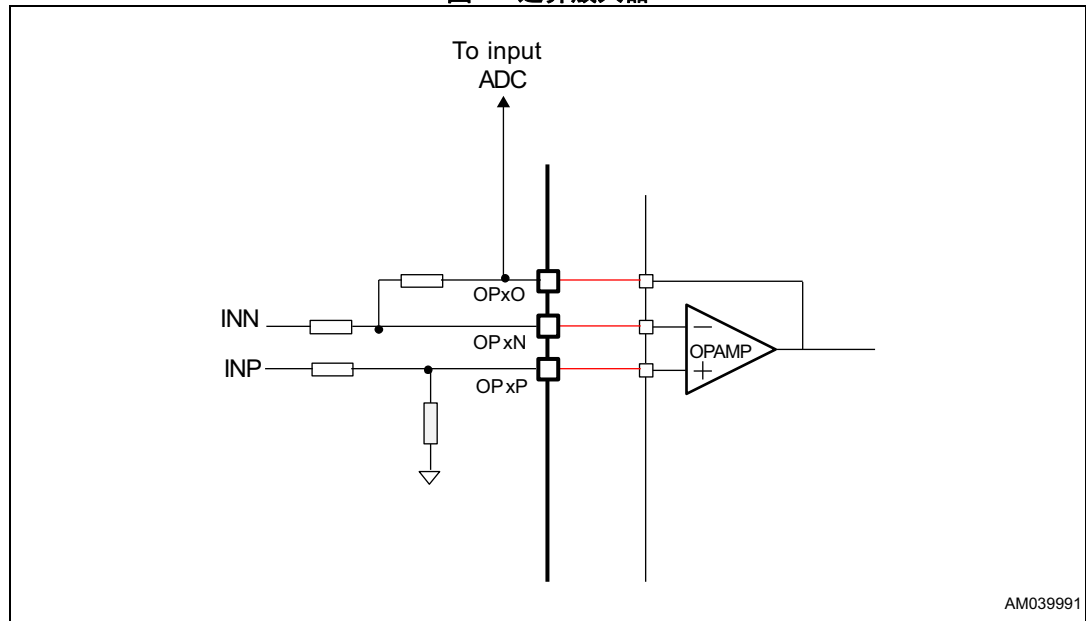 To input
ADC
OPxO
INN
OPxN
OPAMP
INP
OPxP
AM039991